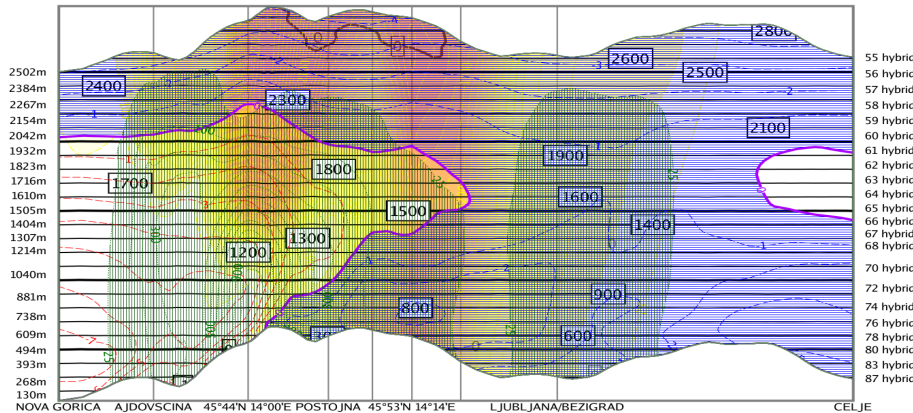 2800
2600
55 hybrid
2502m 2500 56 hybrid
2384m 2400 57 hybrid
2267m 2300 58 hybrid
2154m 59 hybrid
2100
2042m 60 hybrid
1932m 1900 61 hybrid
1823m 1800 62 hybrid
1716m 1700 63 hybrid
1610m 1600 64 hybrid
1505m 1500 65 hybrid
1404m 1400 66 hybrid
1307m 1300 67 hybrid
1214m 1200 68 hybrid
1040m 70 hybrid
881m 900 72 hybrid
800 74 hybrid
738m 76 hybrid
609m 600 78 hybrid
494m 80 hybrid
393m 83 hybrid
268m 87 hybrid
130m
NOVA GORICA AJDOVSCINA 45°44'N 14°00'E POSTOJNA 45°53'N 14°14'E LJUBLJANA/BEZIGRAD CELJE